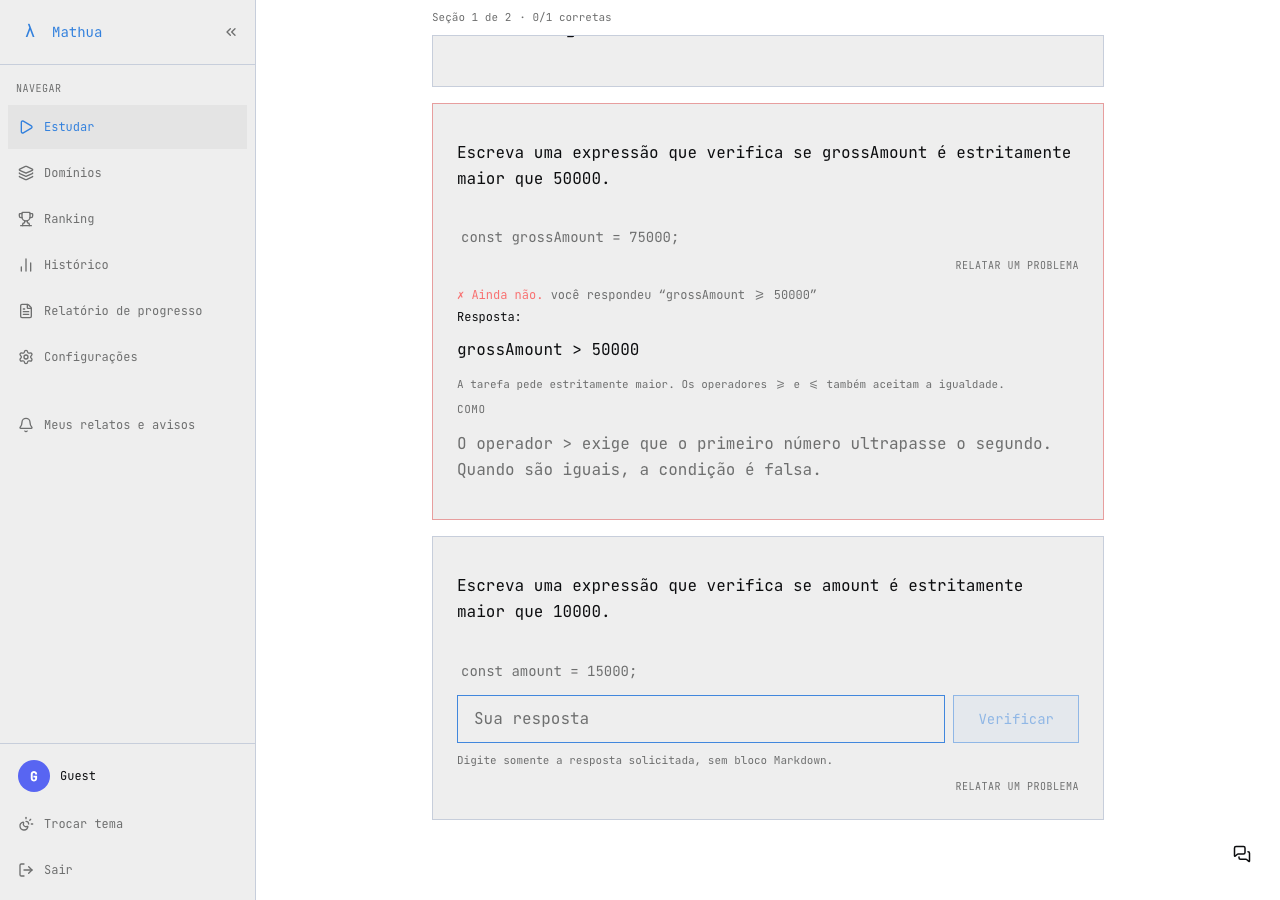 λ Mathua
NAVEGAR
Estudar
Domínios
Ranking
Histórico
Relatório de progresso
Configurações
Meus relatos e avisos
G Guest
Trocar tema
Sair
Seção 1 de 2 · 0/1 corretas
Escreva uma expressão que verifica se grossAmount é estritamente
maior que 50000.
const grossAmount = 75000;
RELATAR UM PROBLEMA
✗ Ainda não. você respondeu “grossAmount >= 50000”
Resposta:
grossAmount > 50000
A tarefa pede estritamente maior. Os operadores >= e <= também aceitam a igualdade.
COMO
O operador > exige que o primeiro número ultrapasse o segundo.
Quando são iguais, a condição é falsa.
Escreva uma expressão que verifica se amount é estritamente
maior que 10000.
const amount = 15000;
Sua resposta
Verificar
Digite somente a resposta solicitada, sem bloco Markdown.
RELATAR UM PROBLEMA